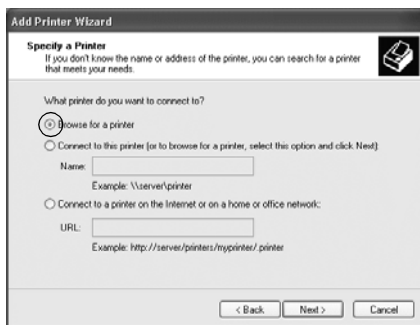 Add Printer Wizard
Specify a Printer
If you don't know the name or address of the printer, you can search for a printer
that meets your needs.
What printer do you want to connect to?
Browse for a printer
Connect to this printer (or to browse for a printer, select this option and click Next):
Name:
Example: \\server\printer
Connect to a printer on the Internet or on a home or office network:
URL:
Example: http://server/printers/myprinter/.printer
< Back Next > Cancel